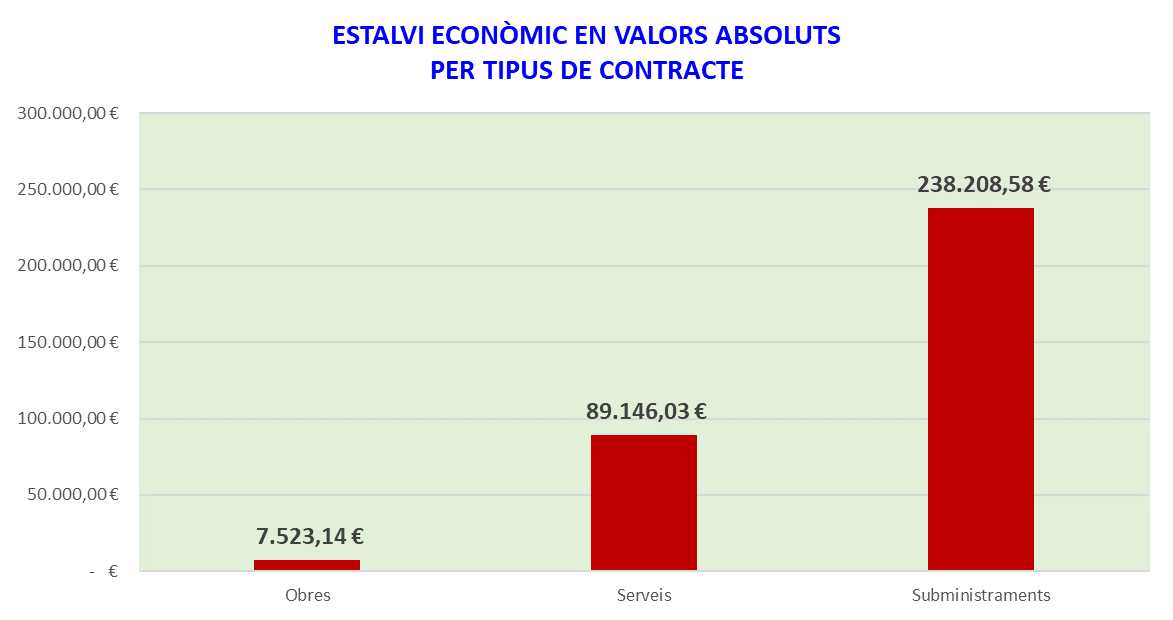 ESTALVI ECONÒMIC EN VALORS ABSOLUTS
PER TIPUS DE CONTRACTE
300.000,00 €
250.000,00 €
200.000,00 €
150.000,00 €
100.000,00 €
50.000,00 €
- €
7.523,14 €
89.146,03 €
238.208,58 €
Obres
Serveis
Subministraments